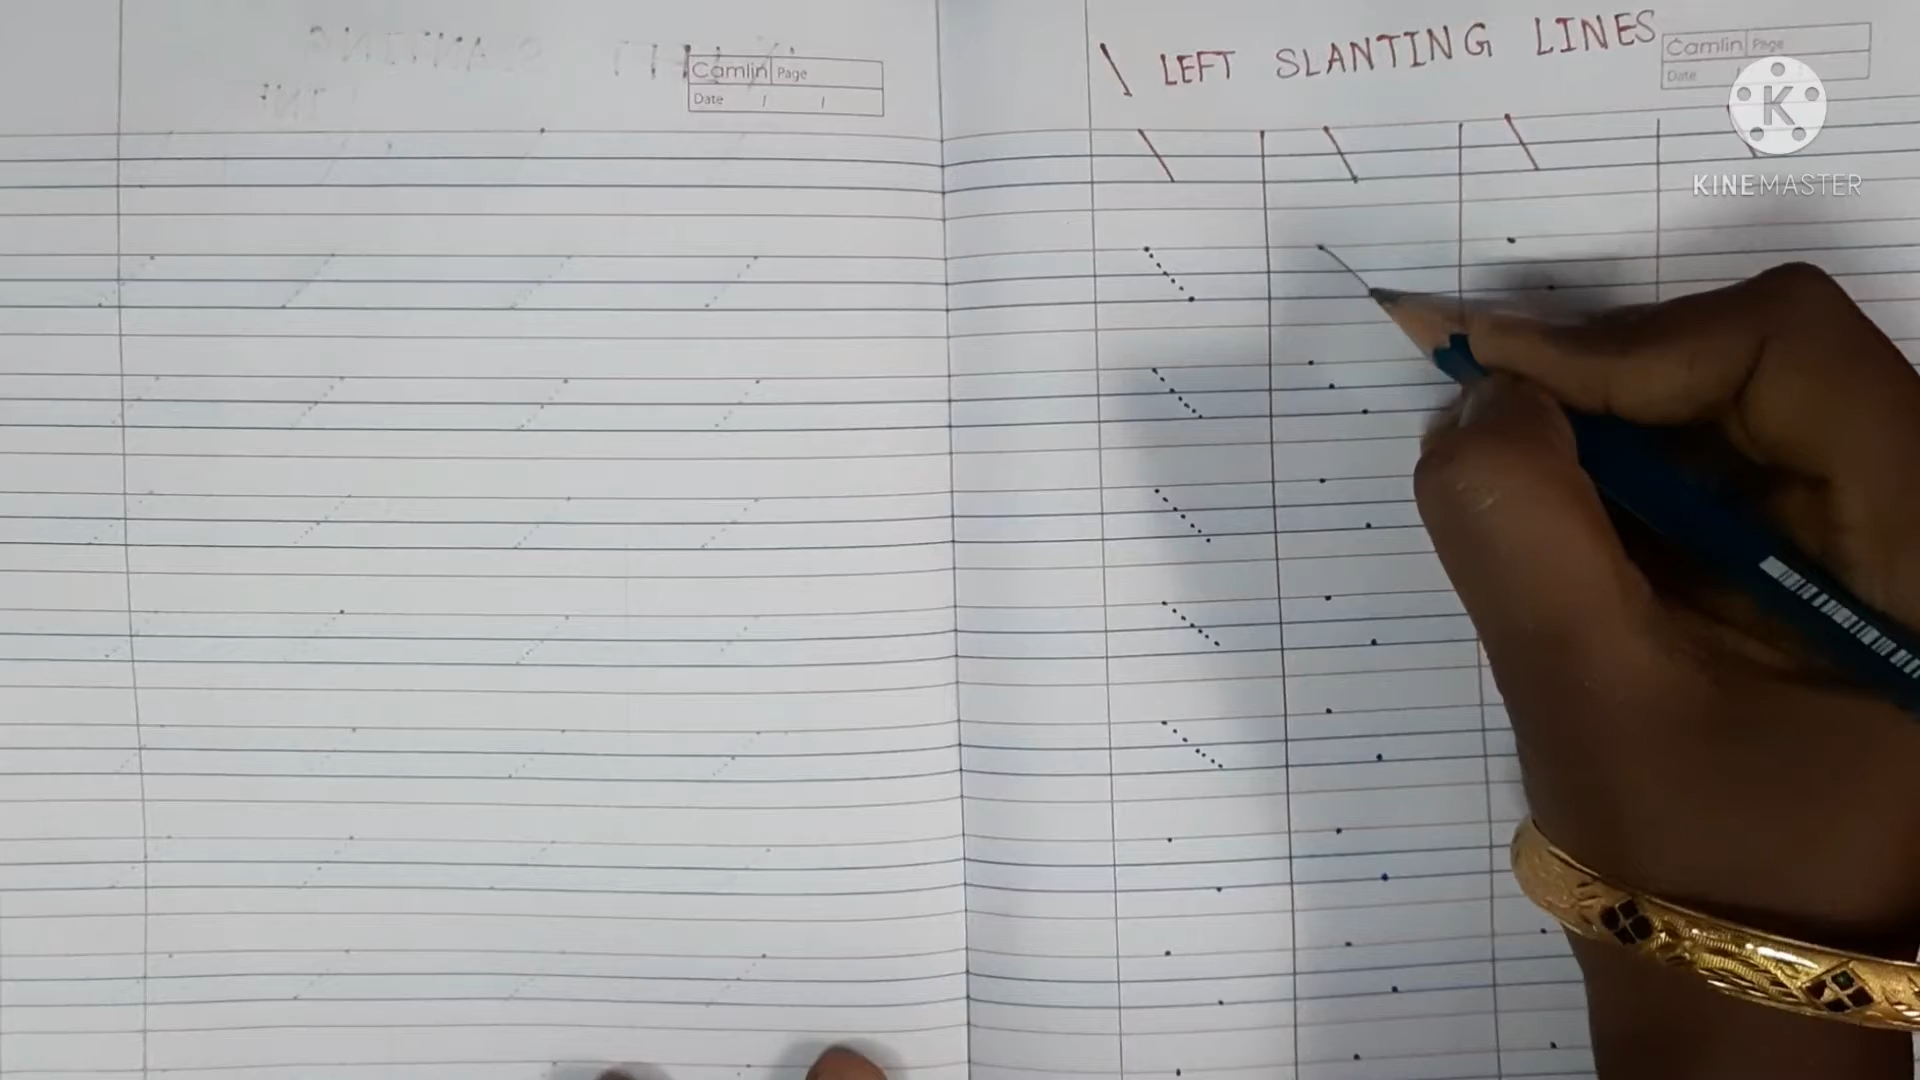 Camlin Page
Date / /
\ LEFT SLANTING LINES
Camlin Page
Date /
KINEMASTER